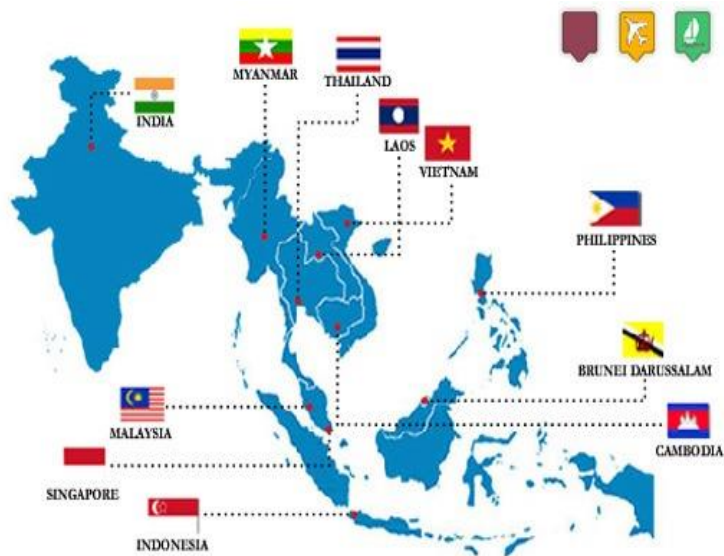 MYANMAR
THAILAND
INDIA
LAOS
VIETNAM
PHILIPPINES
BRUNEI DARUSSALAM
MALAYSIA
CAMBODIA
SINGAPORE
INDONESIA